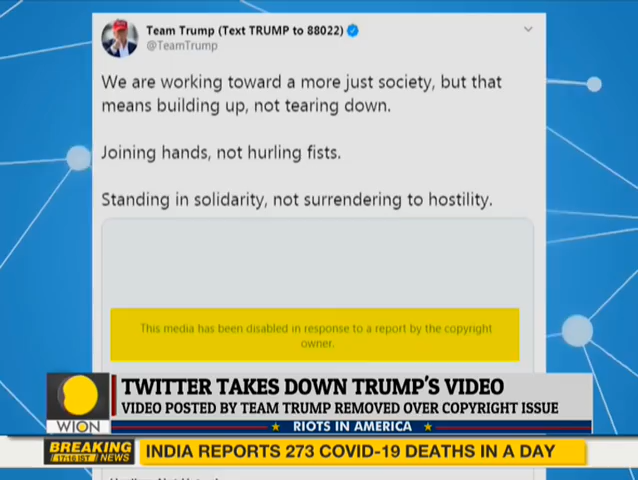 Team Trump (Text TRUMP to 88022)
@TeamTrump
We are working toward a more just society, but that
means building up, not tearing down.
Joining hands, not hurling fists.
Standing in solidarity, not surrendering to hostility.
This media has been disabled in response to a report by the copyright
owner.
TWITTER TAKES DOWN TRUMP'S VIDEO
VIDEO POSTED BY TEAM TRUMP REMOVED OVER COPYRIGHT ISSUE
WION
RIOTS IN AMERICA
BREAKING
17:16 IST NEWS
INDIA REPORTS 273 COVID-19 DEATHS IN A DAY